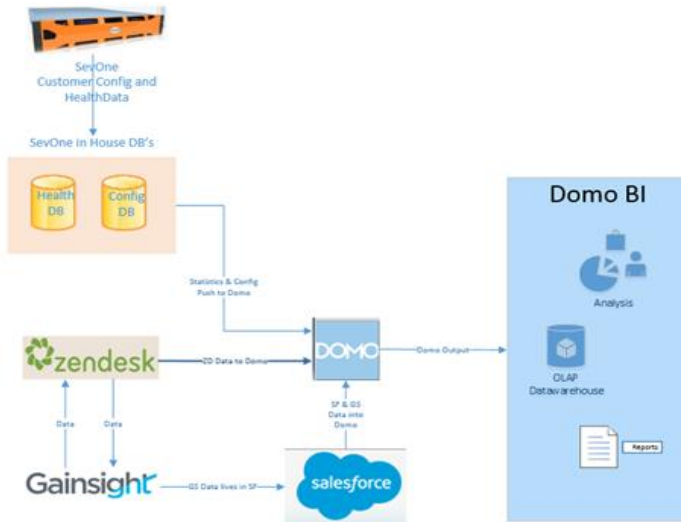 SevOne
Customer Config and
HealthData
SevOne in House DB's
Health
DB
Config
DB
Statistics & Config
Push to Domo
zendesk
ZD Data to Domo
DOMO
Domo Output
Data
Data
SF & GS
Data into
Domo
Gainsight
GS Data lives in SF
salesforce
Domo BI
Analysis
OLAP
Datawarehouse
Reports